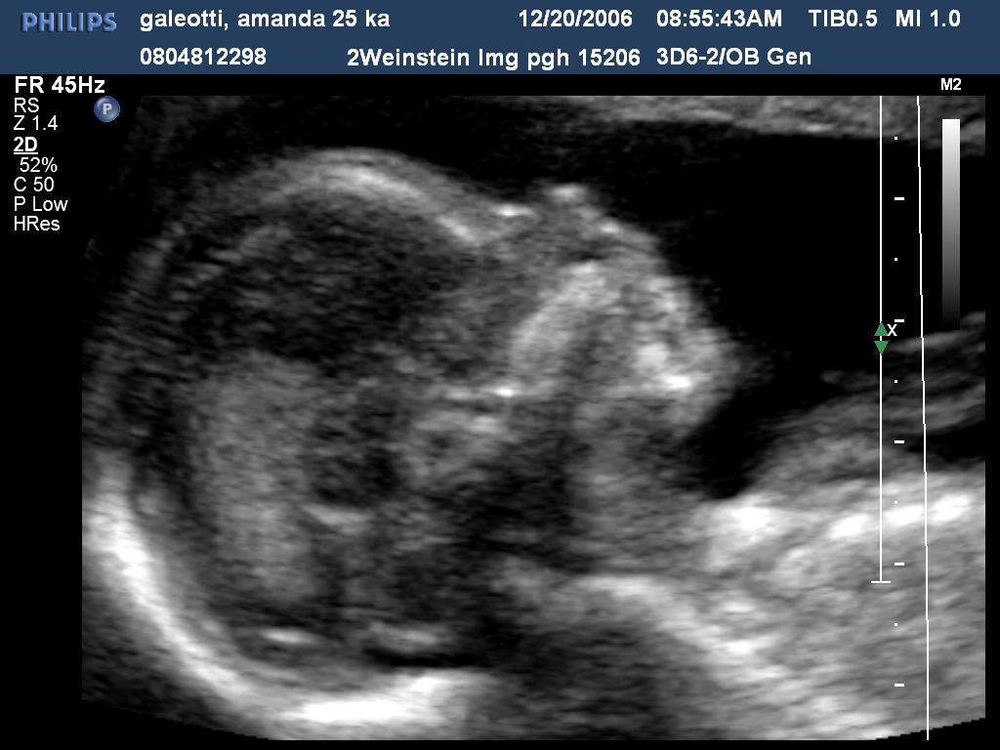 PHILIPS galeotti, amanda 25 ka 12/20/2006 08:55:43AM TIB0.5 MI 1.0
0804812298 2Weinstein Img pgh 15206 3D6-2/OB Gen
FR 45Hz M2
RS P
Z 1.4
2D
52%
C 50
P Low
HRes
X